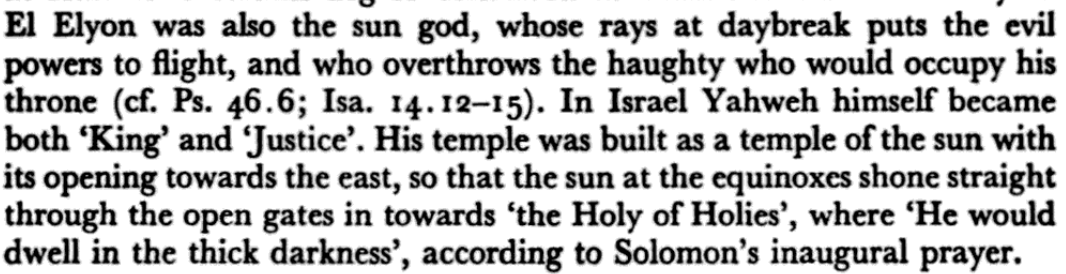 El Elyon was also the sun god, whose rays at daybreak puts the evil
powers to flight, and who overthrows the haughty who would occupy his
throne (cf. Ps. 46.6; Isa. 14.12–15). In Israel Yahweh himself became
both ‘King’ and ‘Justice’. His temple was built as a temple of the sun with
its opening towards the east, so that the sun at the equinoxes shone straight
through the open gates in towards ‘the Holy of Holies’, where ‘He would
dwell in the thick darkness’, according to Solomon’s inaugural prayer.